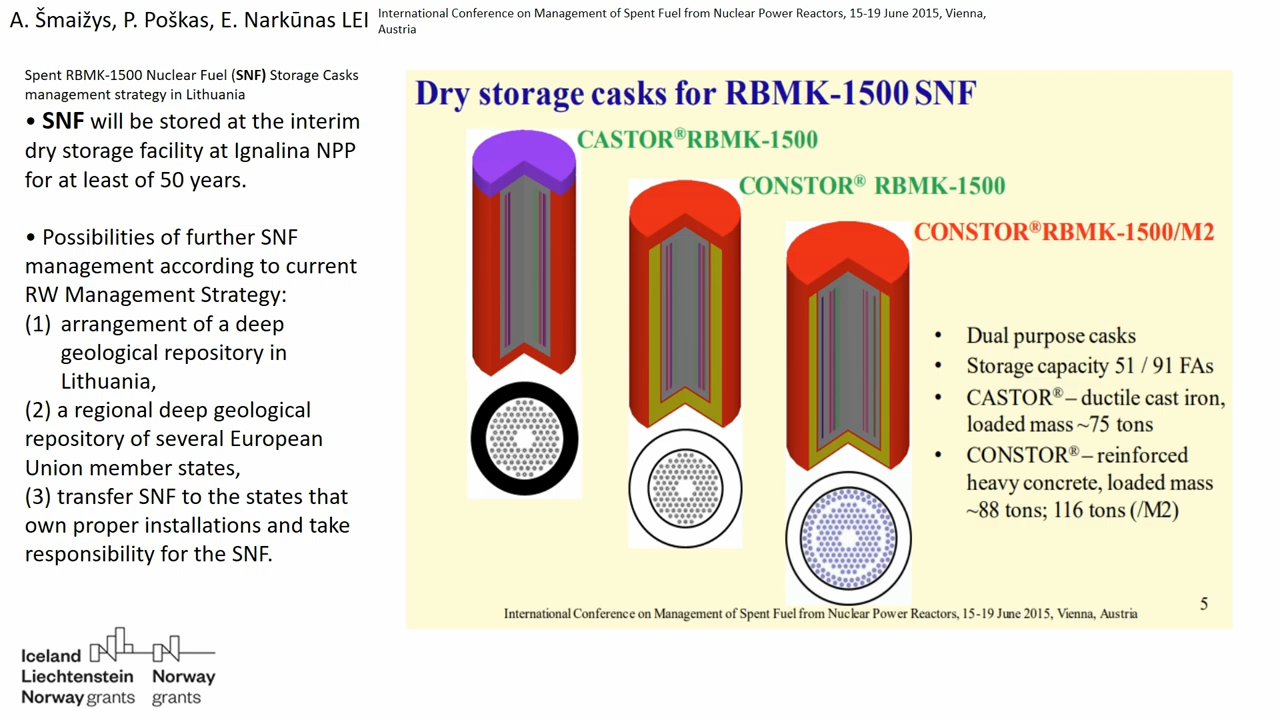 A. Šmaižys, P. Poškas, E. Narkūnas LEI
International Conference on Management of Spent Fuel from Nuclear Power Reactors, 15-19 June 2015, Vienna,
Austria
Spent RBMK-1500 Nuclear Fuel (SNF) Storage Casks
management strategy in Lithuania
• SNF will be stored at the interim
dry storage facility at Ignalina NPP
for at least of 50 years.
• Possibilities of further SNF
management according to current
RW Management Strategy:
(1) arrangement of a deep
geological repository in
Lithuania,
(2) a regional deep geological
repository of several European
Union member states,
(3) transfer SNF to the states that
own proper installations and take
responsibility for the SNF.
Dry storage casks for RBMK-1500 SNF
CASTOR®RBMK-1500
CONSTOR® RBMK-1500
CONSTOR®RBMK-1500/M2
• Dual purpose casks
• Storage capacity 51 / 91 FAs
• CASTOR® – ductile cast iron,
loaded mass ~75 tons
• CONSTOR® – reinforced
heavy concrete, loaded mass
~88 tons; 116 tons (/M2)
5
International Conference on Management of Spent Fuel from Nuclear Power Reactors, 15-19 June 2015, Vienna, Austria
Iceland
Liechtenstein
Norway grants
Norway
grants